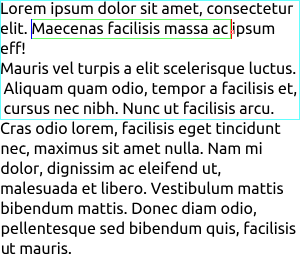 Lorem ipsum dolor sit amet, consectetur
elit. Maecenas facilisis massa ac ipsum
eff!
Mauris vel turpis a elit scelerisque luctus.
Aliquam quam odio, tempor a facilisis et,
cursus nec nibh. Nunc ut facilisis arcu.
Cras odio lorem, facilisis eget tincidunt
nec, maximus sit amet nulla. Nam mi
dolor, dignissim ac eleifend ut,
malesuada et libero. Vestibulum mattis
bibendum mattis. Donec diam odio,
pellentesque sed bibendum quis, facilisis
ut mauris.